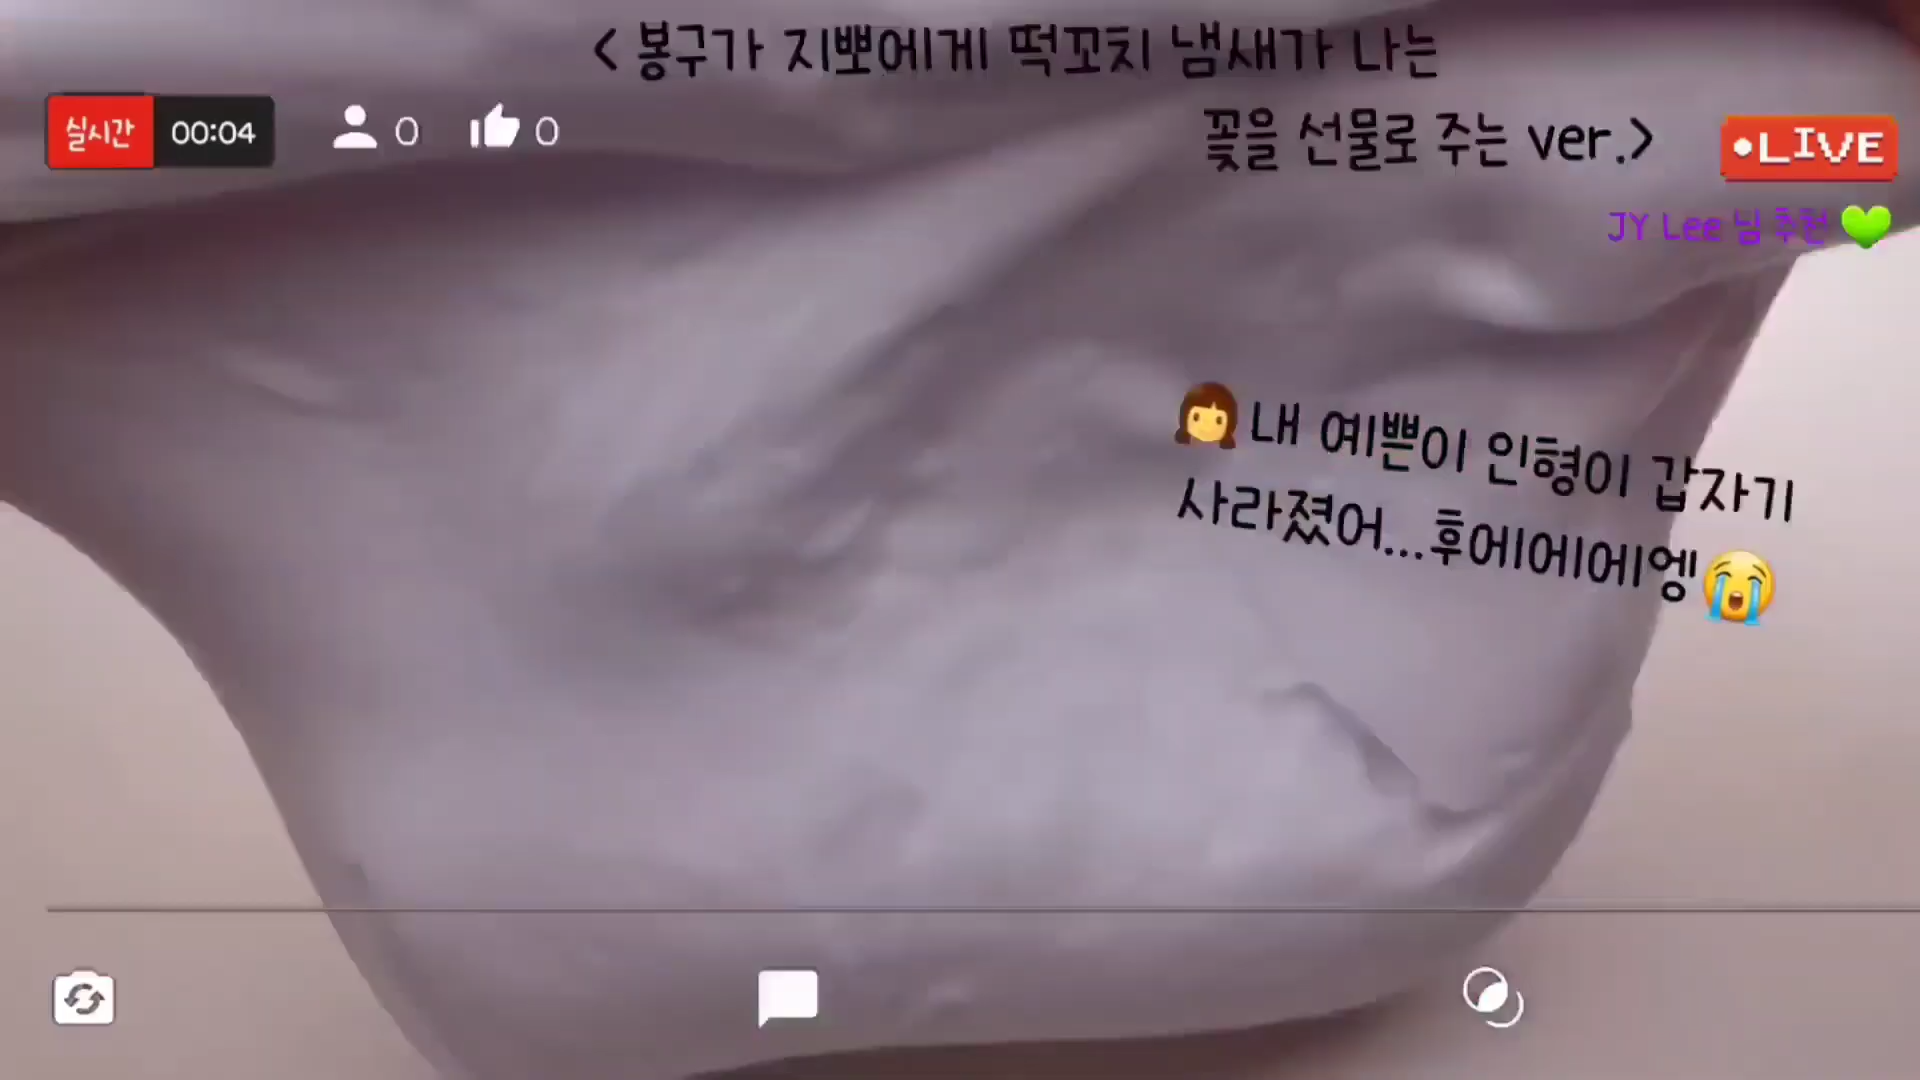 < 봉구가 지뽀에게 떡꼬치 냄새가 나는
꽃을 선물로 주는 ver.>
실시간 00:04 0 0
•LIVE
JY Lee 님 추천
내 예쁜이 인형이 갑자기
사라졌어...후에에에엥